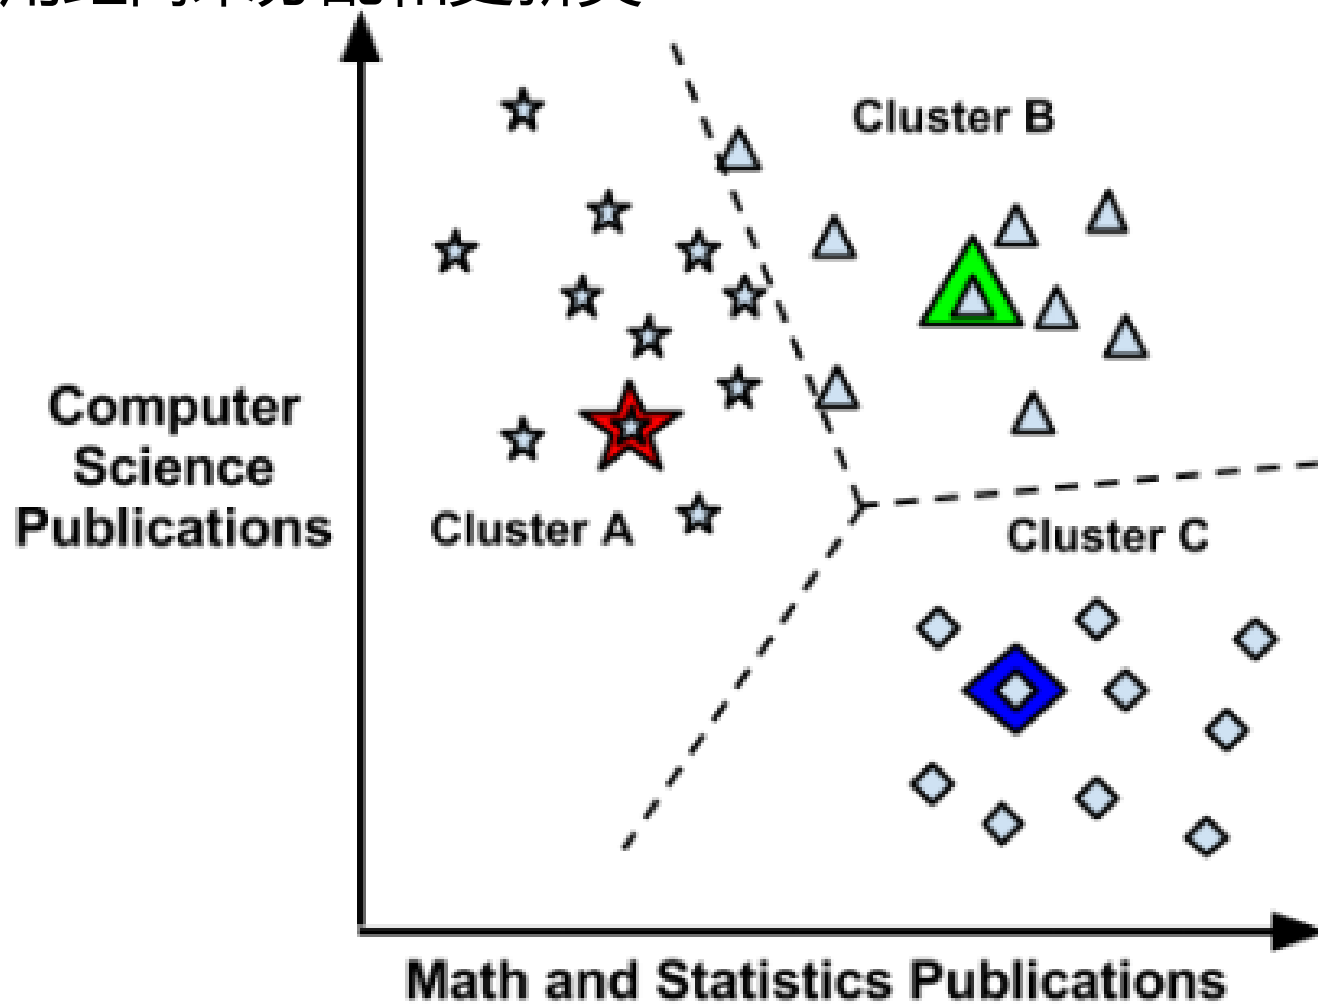 Cluster B
Computer
Science
Publications
Cluster A
Cluster C
Math and Statistics Publications